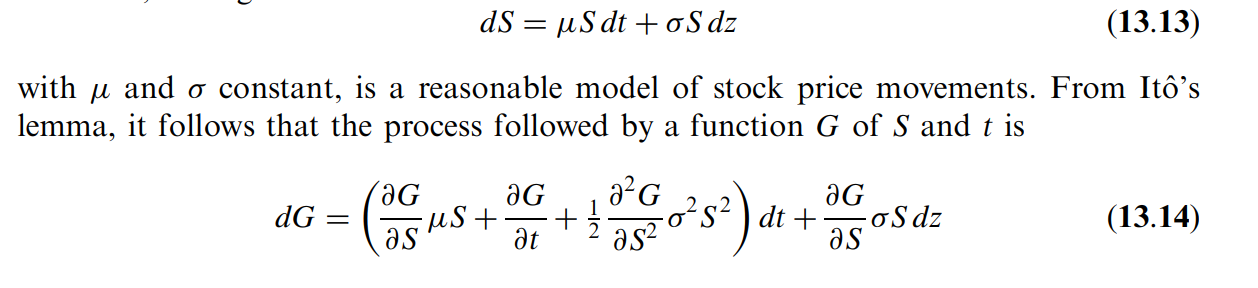 dS = μS dt + σS dz (13.13)
with μ and σ constant, is a reasonable model of stock price movements. From Itô’s
lemma, it follows that the process followed by a function G of S and t is
dG = (∂G/∂S μS + ∂G/∂t + ½ ∂²G/∂S² σ²S²) dt + ∂G/∂S σS dz (13.14)